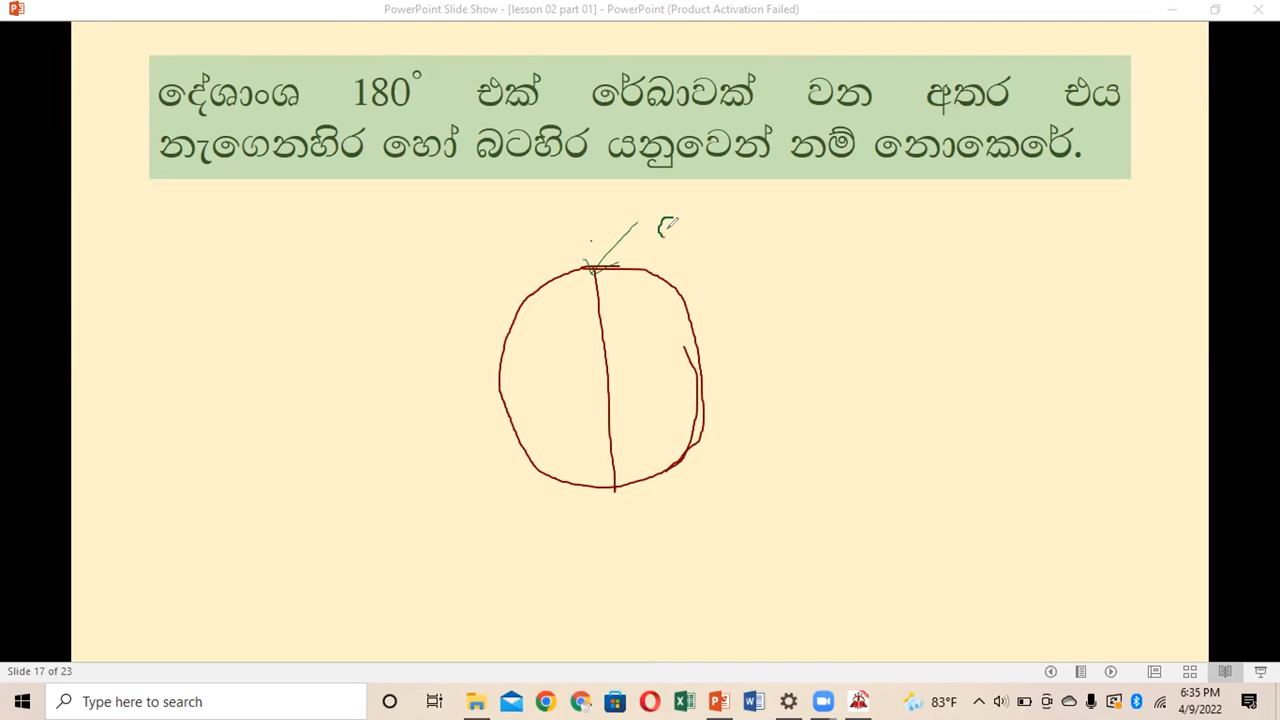 PowerPoint Slide Show - [lesson 02 part 01] - PowerPoint (Product Activation Failed)
දේශාංශ 180° එක් රේඛාවක් වන අතර එය
නැගෙනහිර හෝ බටහිර යනුවෙන් නම් නොකෙරේ.
Slide 17 of 23
Type here to search
83°F
6:35 PM
4/9/2022